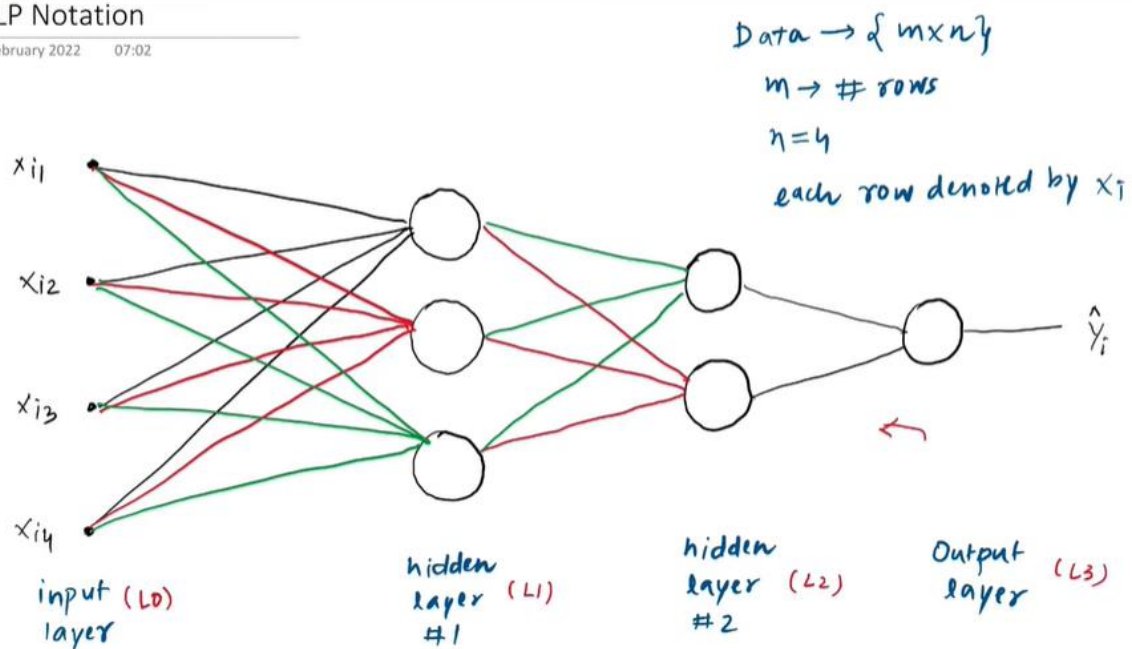 LP Notation
ebruary 2022 07:02
Data → { m×n}
m → # rows
n=4
each row denoted by xi
xi1
xi2
xi3
xi4
ŷi
input (L0)
layer
hidden
layer (L1)
#1
hidden
layer (L2)
#2
Output (L3)
layer